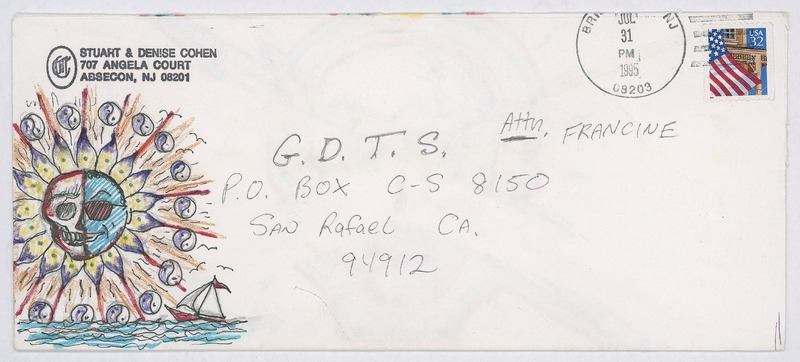 STUART & DENISE COHEN
707 ANGELA COURT
ABSECON, NJ 08201
NJ
JUL
31
PM
1995
08203
USA
32
Attn, FRANCINE
G. D. T. S.
P.O. BOX C-S 8150
SAN Rafael CA.
94912